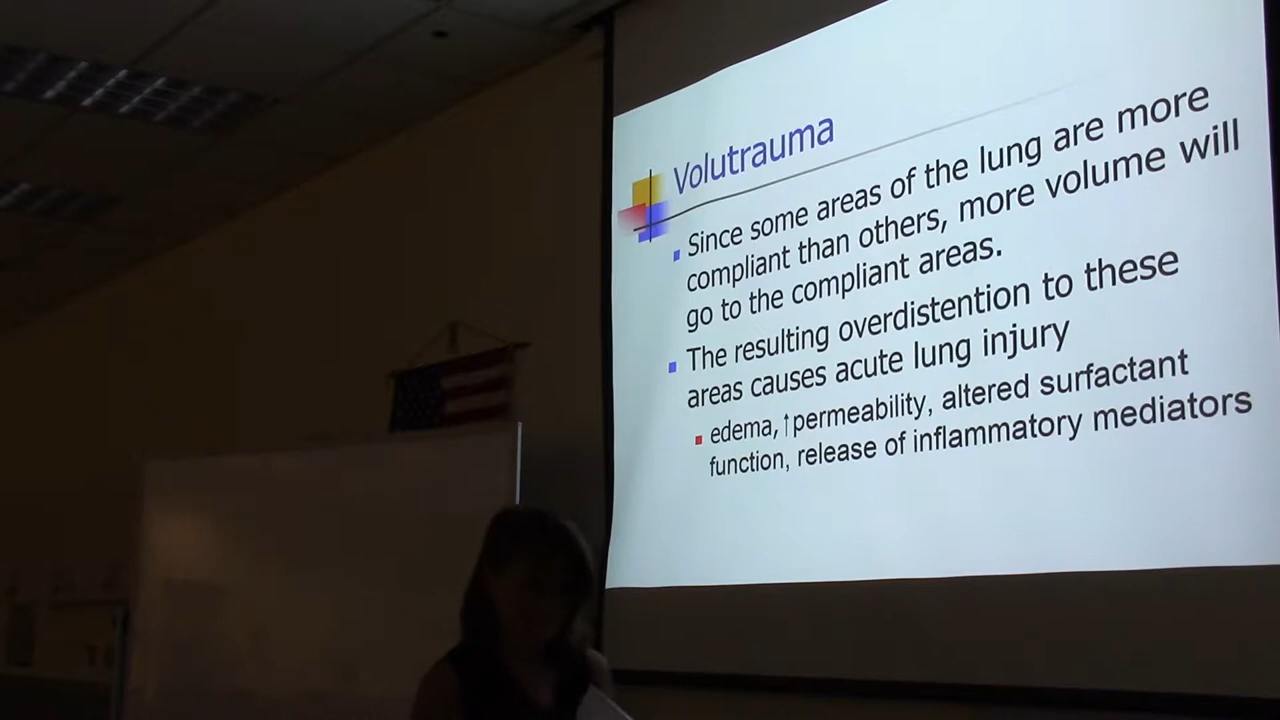 Volutrauma
Since some areas of the lung are more
compliant than others, more volume will
go to the compliant areas.
The resulting overdistention to these
areas causes acute lung injury
edema, ↑permeability, altered surfactant
function, release of inflammatory mediators